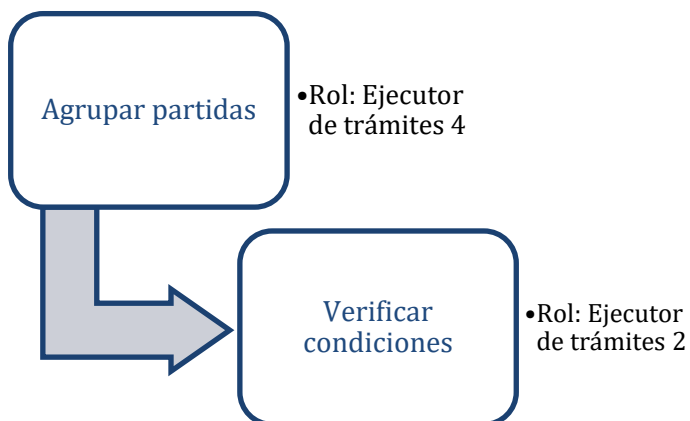 Agrupar partidas
•Rol: Ejecutor
de trámites 4
Verificar
condiciones
•Rol: Ejecutor
de trámites 2